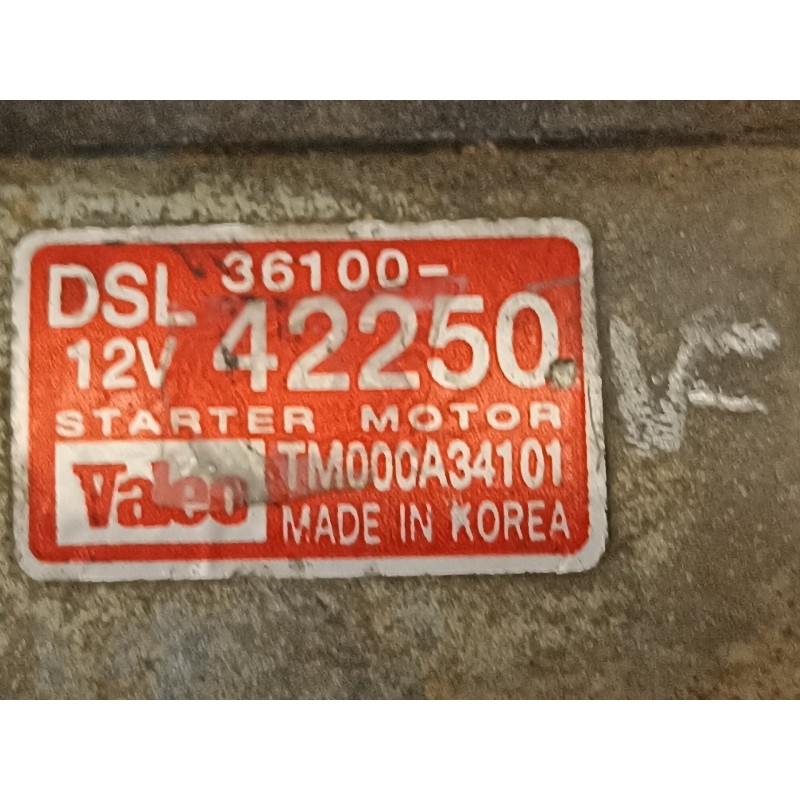 DSL 36100-
12V 42250
STARTER MOTOR
Valeo TM000A34101
MADE IN KOREA